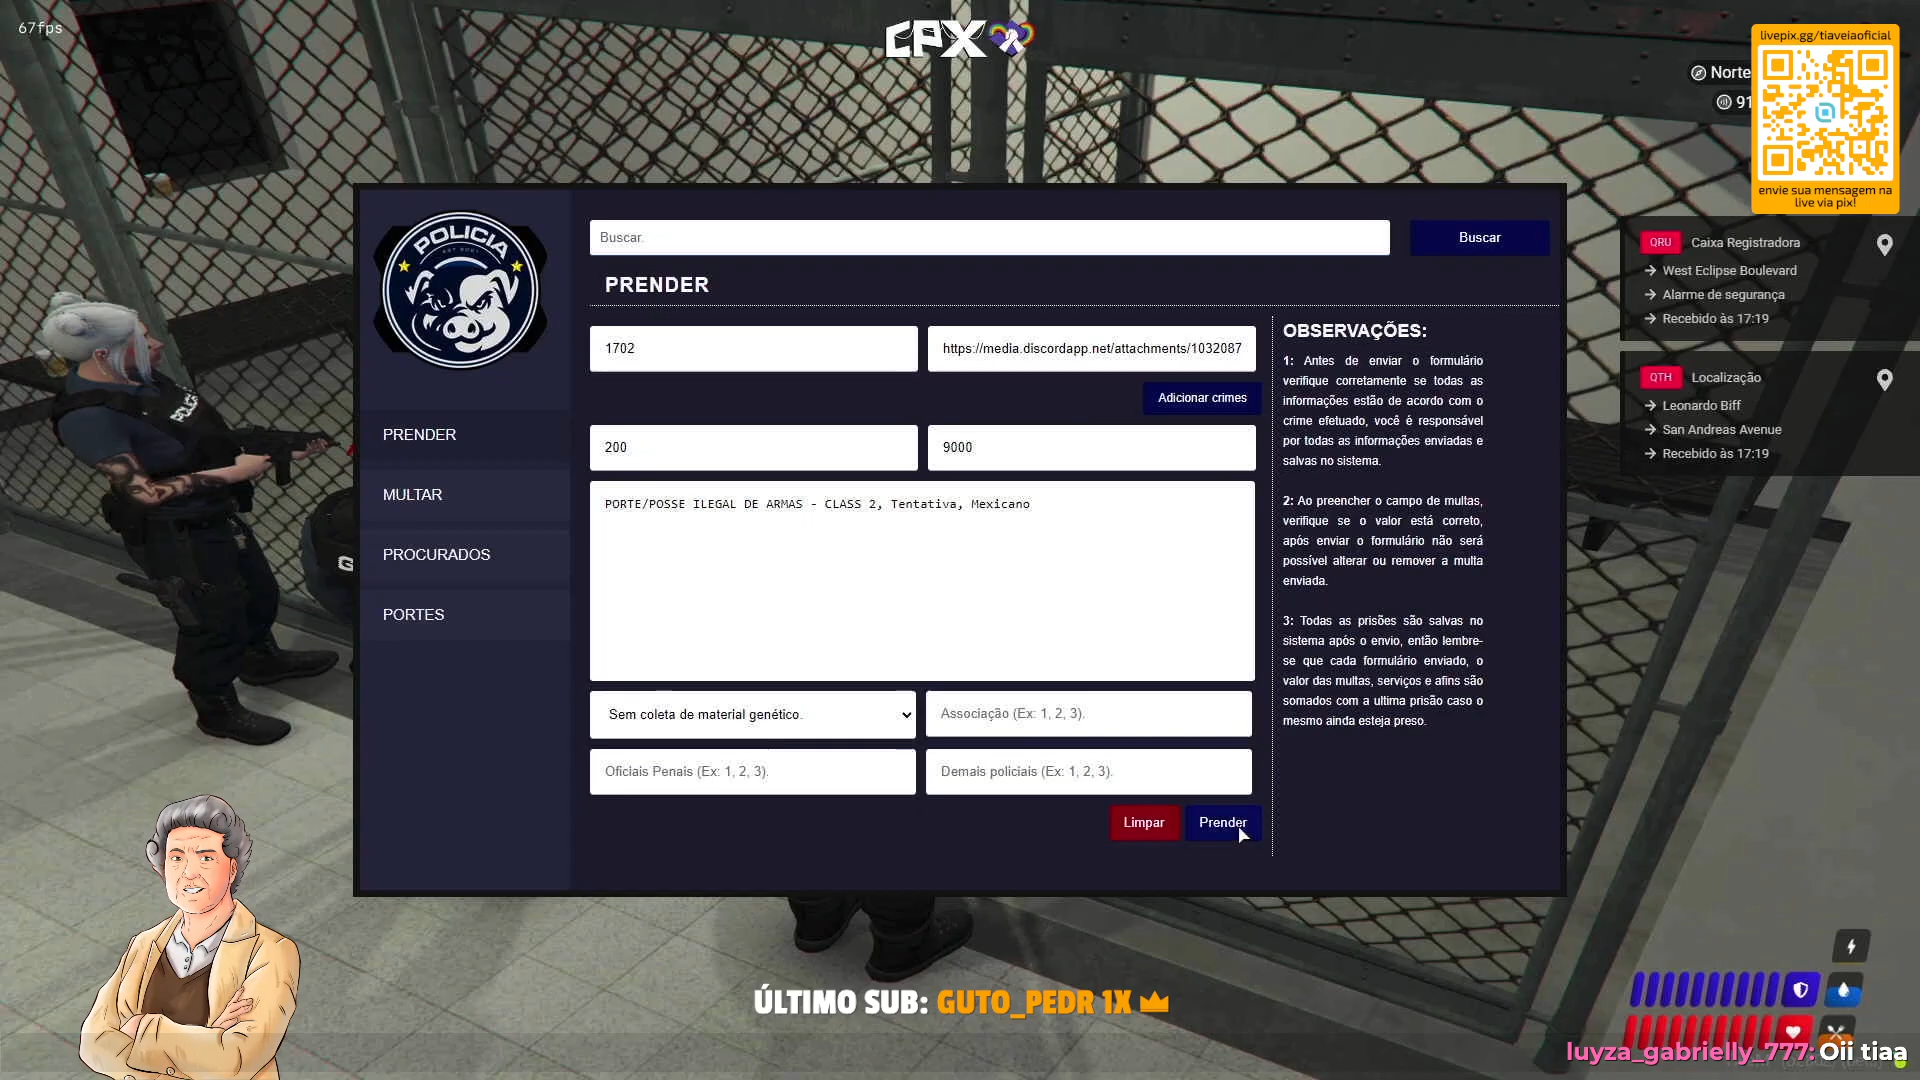 67fps
CPX
livepix.gg/tiaveiaoficial
envie sua mensagem na
live via pix!
Norte
91
POLICIA
Buscar.
Buscar
PRENDER
1702
https://media.discordapp.net/attachments/1032087
Adicionar crimes
200
9000
PORTE/POSSE ILEGAL DE ARMAS - CLASS 2, Tentativa, Mexicano
Sem coleta de material genético.
Associação (Ex: 1, 2, 3).
Oficiais Penais (Ex: 1, 2, 3).
Demais policiais (Ex: 1, 2, 3).
Limpar
Prender
PRENDER
MULTAR
PROCURADOS
PORTES
OBSERVAÇÕES:
1: Antes de enviar o formulário
verifique corretamente se todas as
informações estão de acordo com o
crime efetuado, você é responsável
por todas as informações enviadas e
salvas no sistema.
2: Ao preencher o campo de multas,
verifique se o valor está correto,
após enviar o formulário não será
possível alterar ou remover a multa
enviada.
3: Todas as prisões são salvas no
sistema após o envio, então lembre-
se que cada formulário enviado, o
valor das multas, serviços e afins são
somados com a ultima prisão caso o
mesmo ainda esteja preso.
QRU Caixa Registradora
West Eclipse Boulevard
Alarme de segurança
Recebido às 17:19
QTH Localização
Leonardo Biff
San Andreas Avenue
Recebido às 17:19
ÚLTIMO SUB: GUTO_PEDR 1X
luyza_gabrielly_777: Oii tiaa